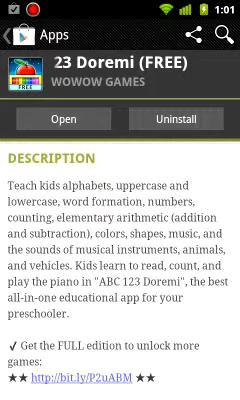 1:01
Apps
23 Doremi (FREE)
WOWOW GAMES
FREE
Open
Uninstall
DESCRIPTION
Teach kids alphabets, uppercase and
lowercase, word formation, numbers,
counting, elementary arithmetic (addition
and subtraction), colors, shapes, music, and
the sounds of musical instruments, animals,
and vehicles. Kids learn to read, count, and
play the piano in "ABC 123 Doremi", the best
all-in-one educational app for your
preschooler.
✓ Get the FULL edition to unlock more
games:
★★ http://bit.ly/P2uABM ★★